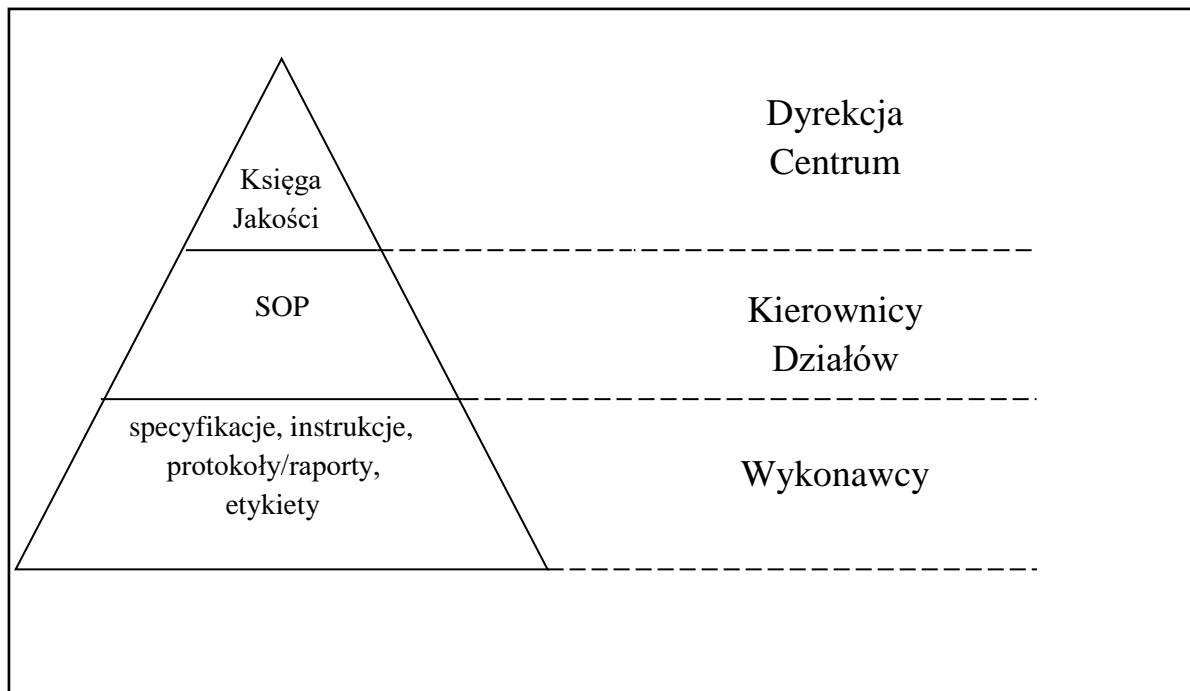 Księga
Jakości
Dyrekcja
Centrum
SOP
Kierownicy
Działów
specyfikacje, instrukcje,
protokoły/raporty,
etykiety
Wykonawcy